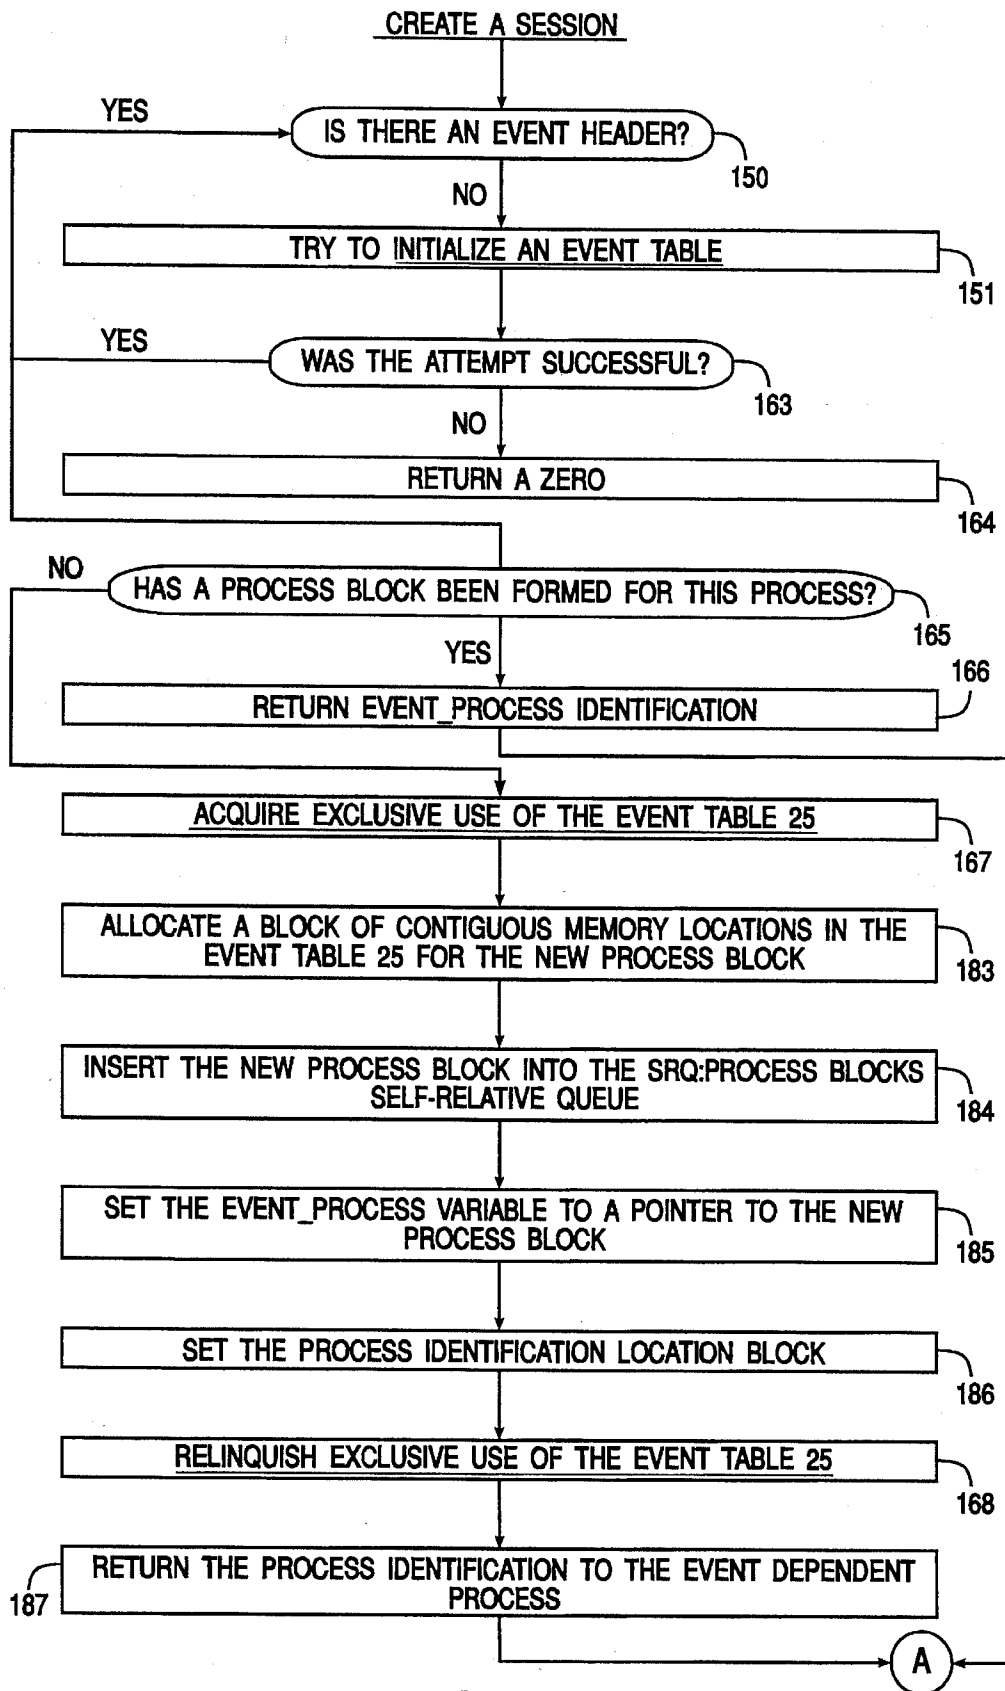 CREATE A SESSION
YES
IS THERE AN EVENT HEADER?
150
NO
TRY TO INITIALIZE AN EVENT TABLE
151
YES
WAS THE ATTEMPT SUCCESSFUL?
163
NO
RETURN A ZERO
164
NO
HAS A PROCESS BLOCK BEEN FORMED FOR THIS PROCESS?
165
YES
166
RETURN EVENT_PROCESS IDENTIFICATION
ACQUIRE EXCLUSIVE USE OF THE EVENT TABLE 25
167
ALLOCATE A BLOCK OF CONTIGUOUS MEMORY LOCATIONS IN THE
EVENT TABLE 25 FOR THE NEW PROCESS BLOCK
183
INSERT THE NEW PROCESS BLOCK INTO THE SRQ:PROCESS BLOCKS
SELF-RELATIVE QUEUE
184
SET THE EVENT_PROCESS VARIABLE TO A POINTER TO THE NEW
PROCESS BLOCK
185
SET THE PROCESS IDENTIFICATION LOCATION BLOCK
186
RELINQUISH EXCLUSIVE USE OF THE EVENT TABLE 25
168
RETURN THE PROCESS IDENTIFICATION TO THE EVENT DEPENDENT
PROCESS
187
A